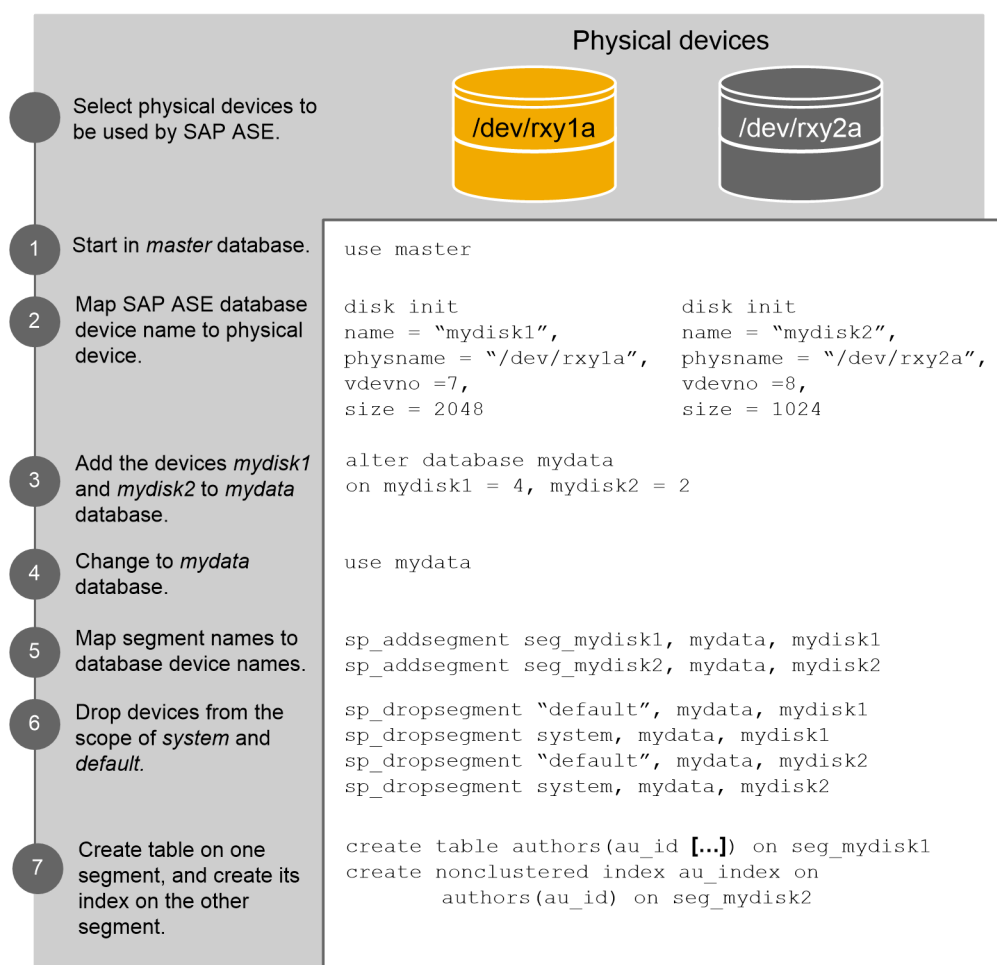 Physical devices
Select physical devices to
be used by SAP ASE.
/dev/rxy1a
/dev/rxy2a
1
Start in master database.
use master
2
Map SAP ASE database
device name to physical
device.
disk init
name = “mydisk1”,
physname = “/dev/rxy1a”,
vdevno =7,
size = 2048
disk init
name = “mydisk2”,
physname = “/dev/rxy2a”,
vdevno =8,
size = 1024
3
Add the devices mydisk1
and mydisk2 to mydata
database.
alter database mydata
on mydisk1 = 4, mydisk2 = 2
4
Change to mydata
database.
use mydata
5
Map segment names to
database device names.
sp_addsegment seg_mydisk1, mydata, mydisk1
sp_addsegment seg_mydisk2, mydata, mydisk2
6
Drop devices from the
scope of system and
default.
sp_dropsegment “default”, mydata, mydisk1
sp_dropsegment system, mydata, mydisk1
sp_dropsegment “default”, mydata, mydisk2
sp_dropsegment system, mydata, mydisk2
7
Create table on one
segment, and create its
index on the other
segment.
create table authors(au_id [...]) on seg_mydisk1
create nonclustered index au_index on
authors(au_id) on seg_mydisk2